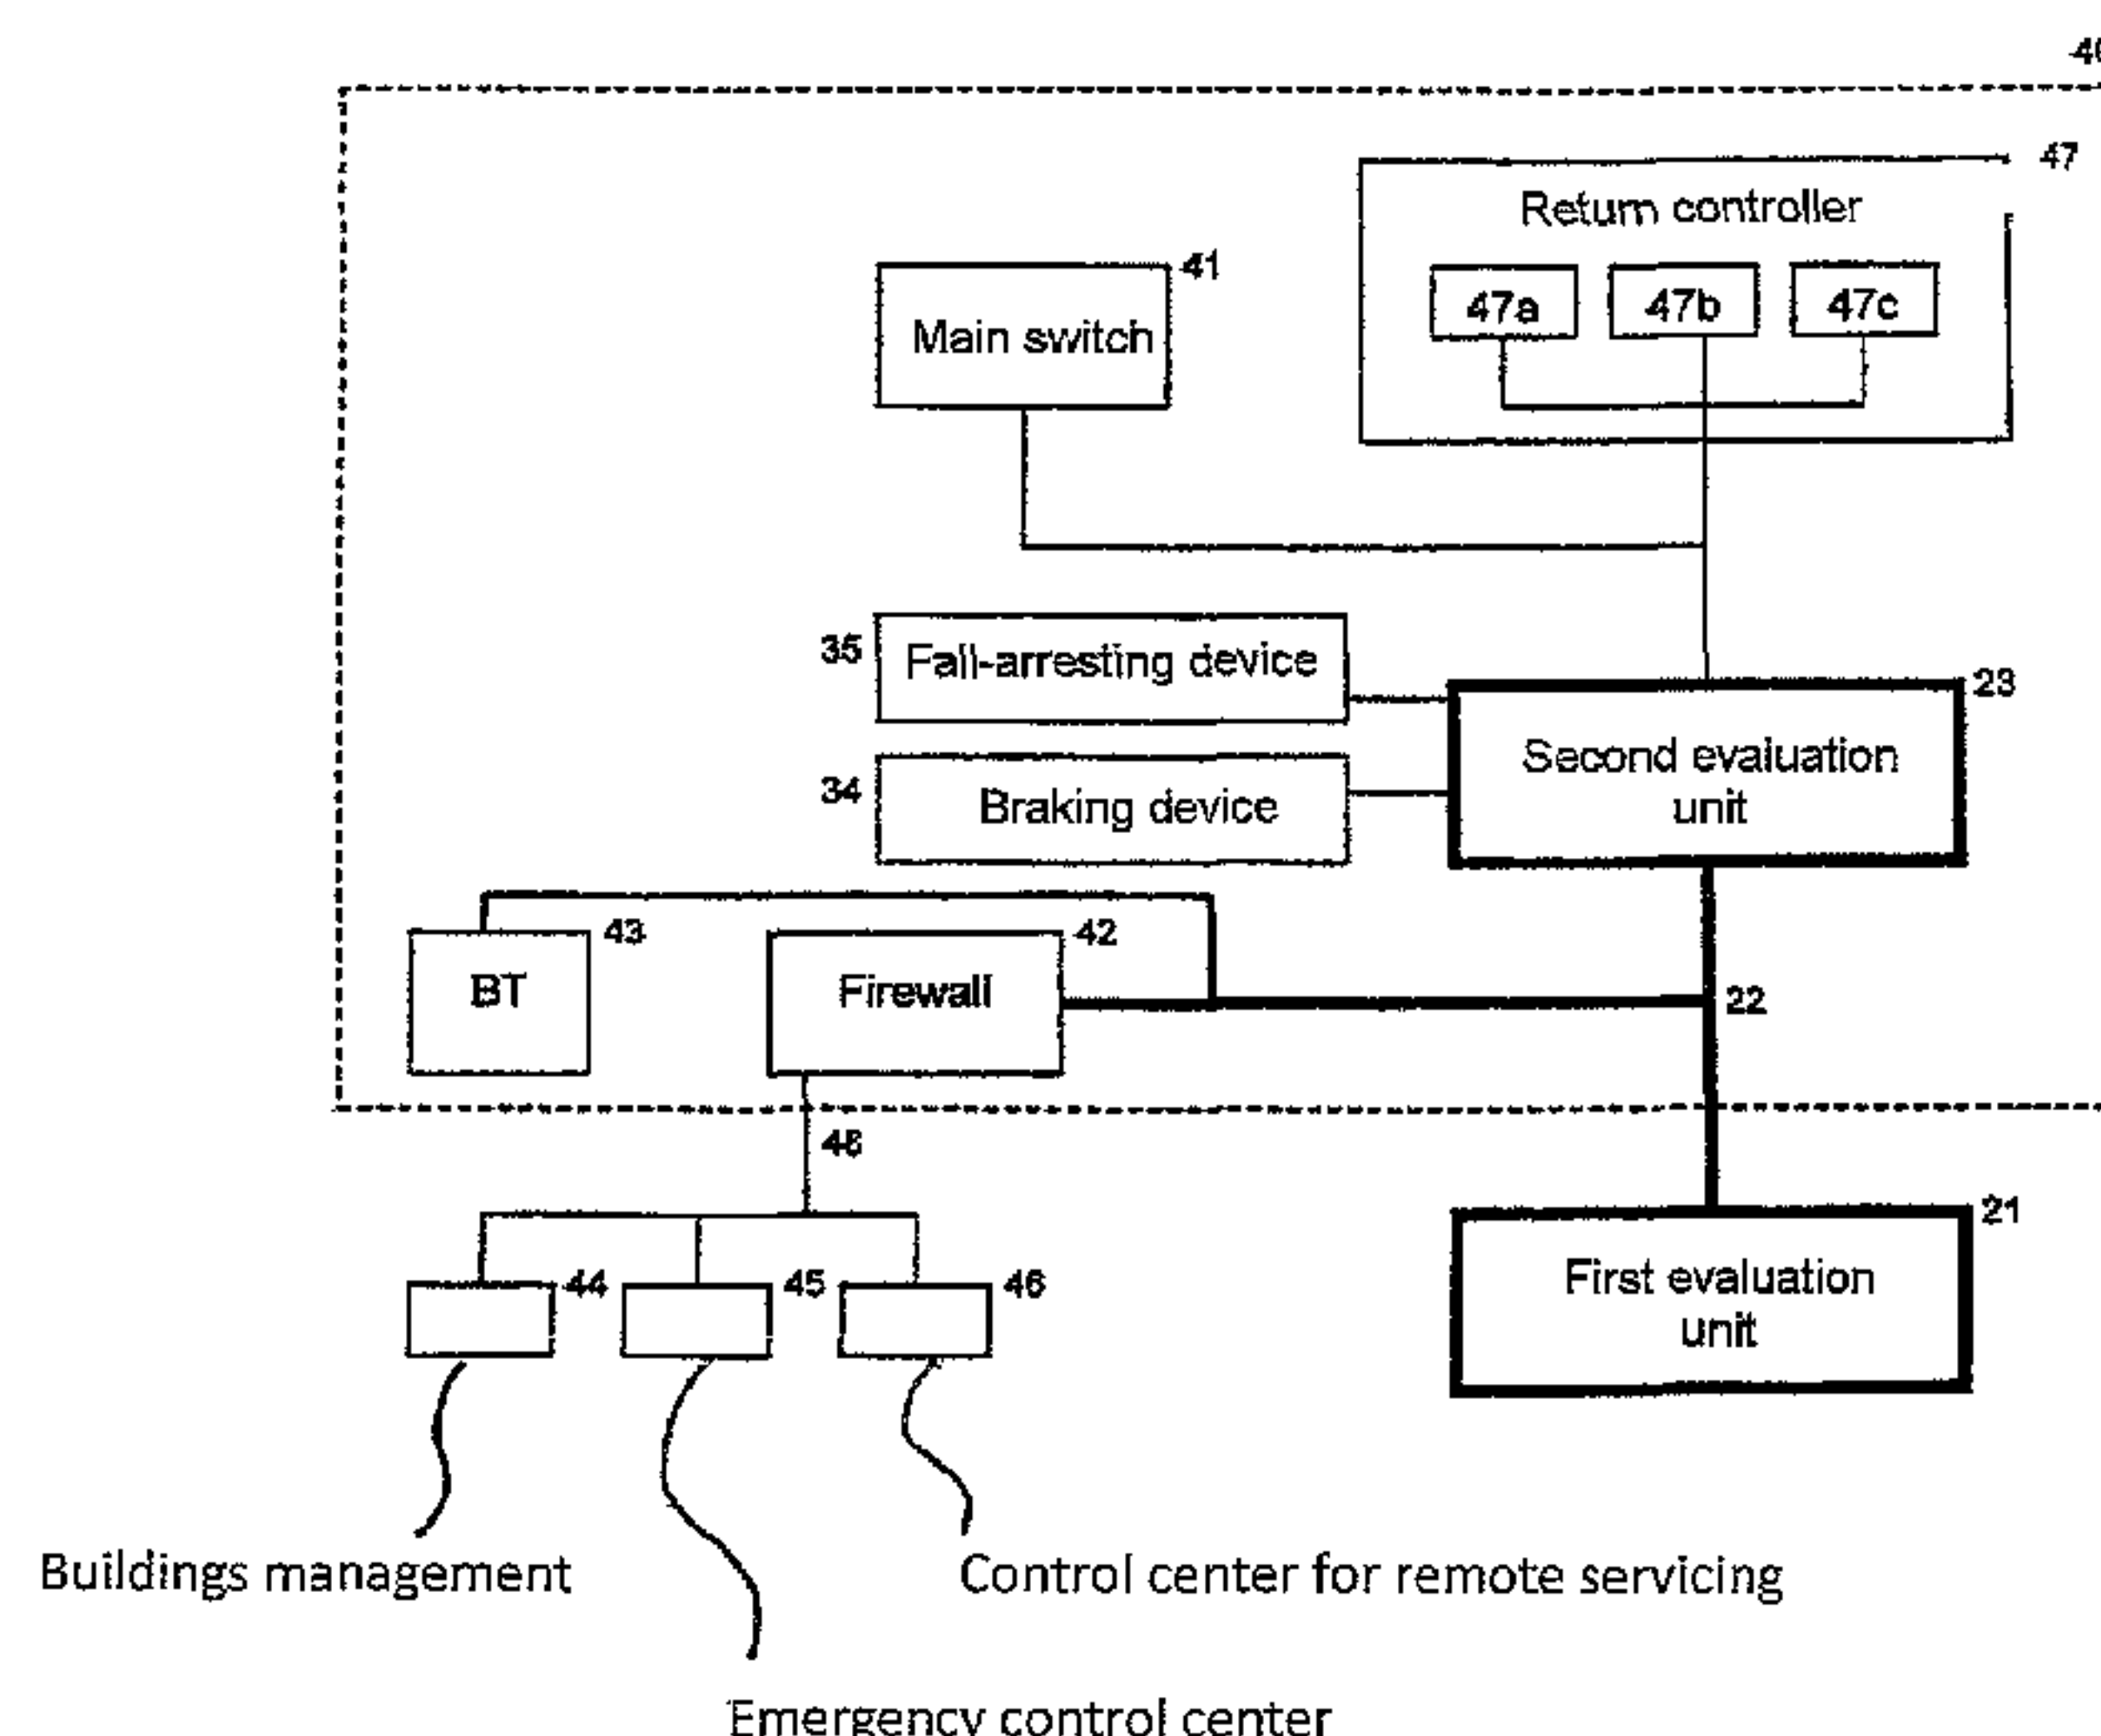 47
Return controller
41
47a 47b 47c
Main switch
35
Fall-arresting device
23
Second evaluation
unit
34
Braking device
43
42
BT
Firewall
22
48
21
First evaluation
unit
44
45
46
Buildings management
Control center for remote servicing
Emergency control center